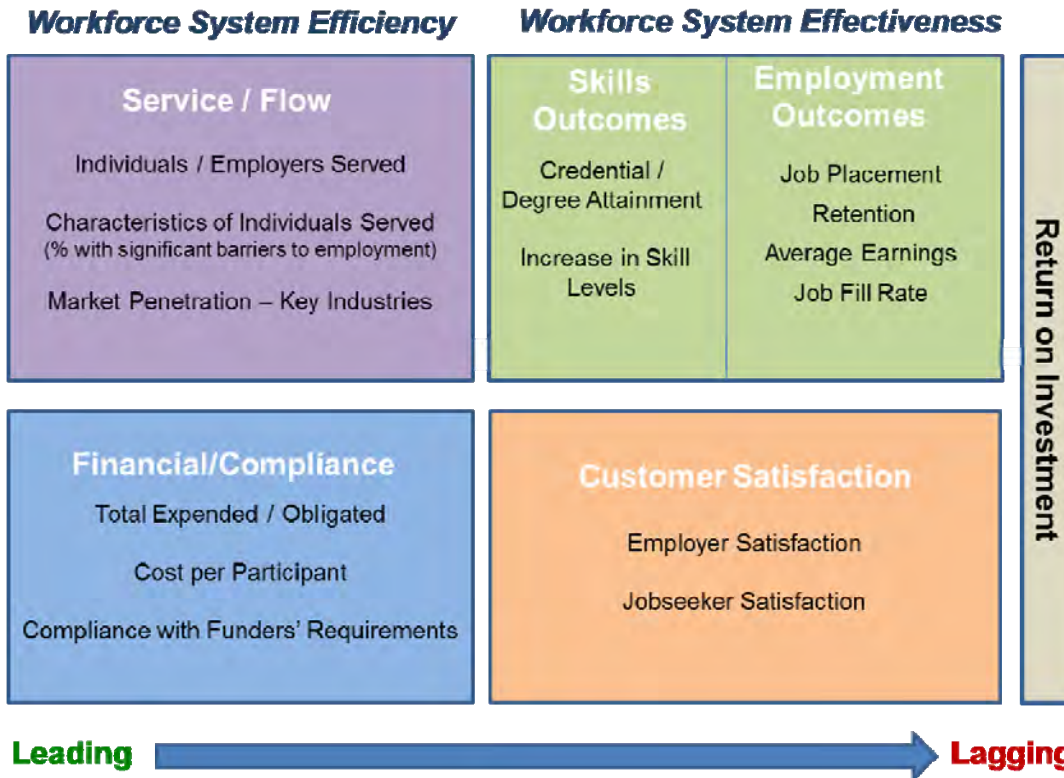 Workforce System Efficiency
Workforce System Effectiveness
Service / Flow
Individuals / Employers Served
Characteristics of Individuals Served
(% with significant barriers to employment)
Market Penetration – Key Industries
Skills
Outcomes
Credential /
Degree Attainment
Increase in Skill
Levels
Employment
Outcomes
Job Placement
Retention
Average Earnings
Job Fill Rate
Return on Investment
Financial/Compliance
Total Expended / Obligated
Cost per Participant
Compliance with Funders' Requirements
Customer Satisfaction
Employer Satisfaction
Jobseeker Satisfaction
Leading
Lagging